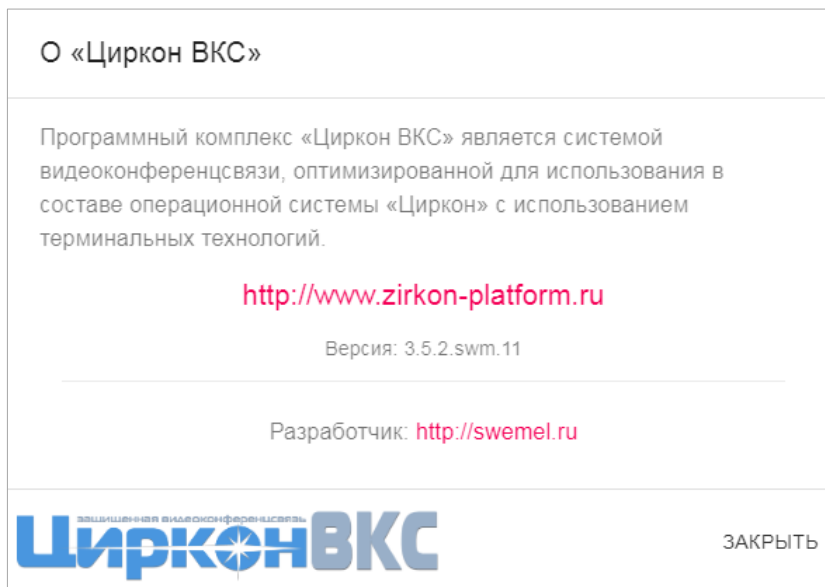 О «Циркон ВКС»
Программный комплекс «Циркон ВКС» является системой
видеоконференцсвязи, оптимизированной для использования в
составе операционной системы «Циркон» с использованием
терминальных технологий.
http://www.zirkon-platform.ru
Версия: 3.5.2.swm.11
Разработчик: http://swemel.ru
защищенная видеоконференцсвязь
ЦирконВКС
ЗАКРЫТЬ